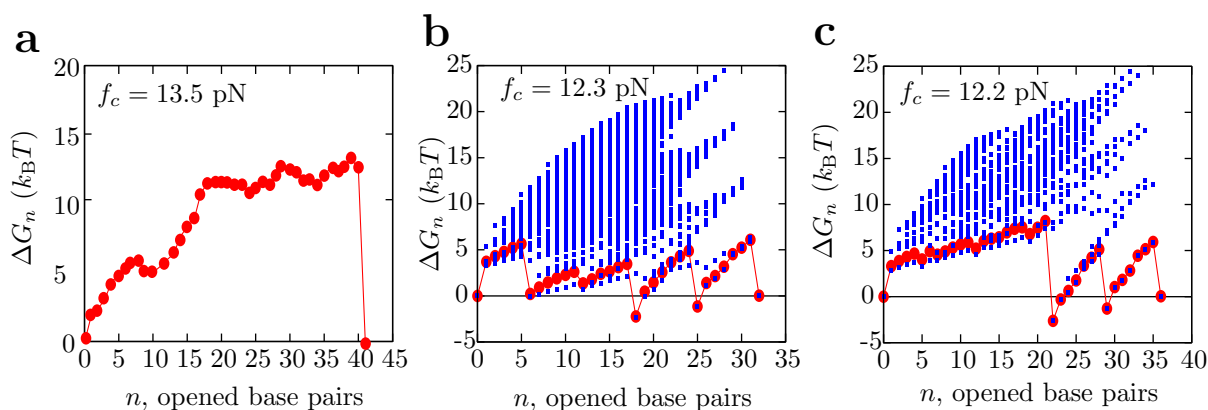 a
b
c
f_c = 13.5 pN
f_c = 12.3 pN
f_c = 12.2 pN
ΔG_n (k_B T)
ΔG_n (k_B T)
ΔG_n (k_B T)
20
15
10
5
0
0 5 10 15 20 25 30 35 40 45
25
20
15
10
5
0
-5
0 5 10 15 20 25 30 35
25
20
15
10
5
0
-5
0 5 10 15 20 25 30 35 40
n, opened base pairs
n, opened base pairs
n, opened base pairs